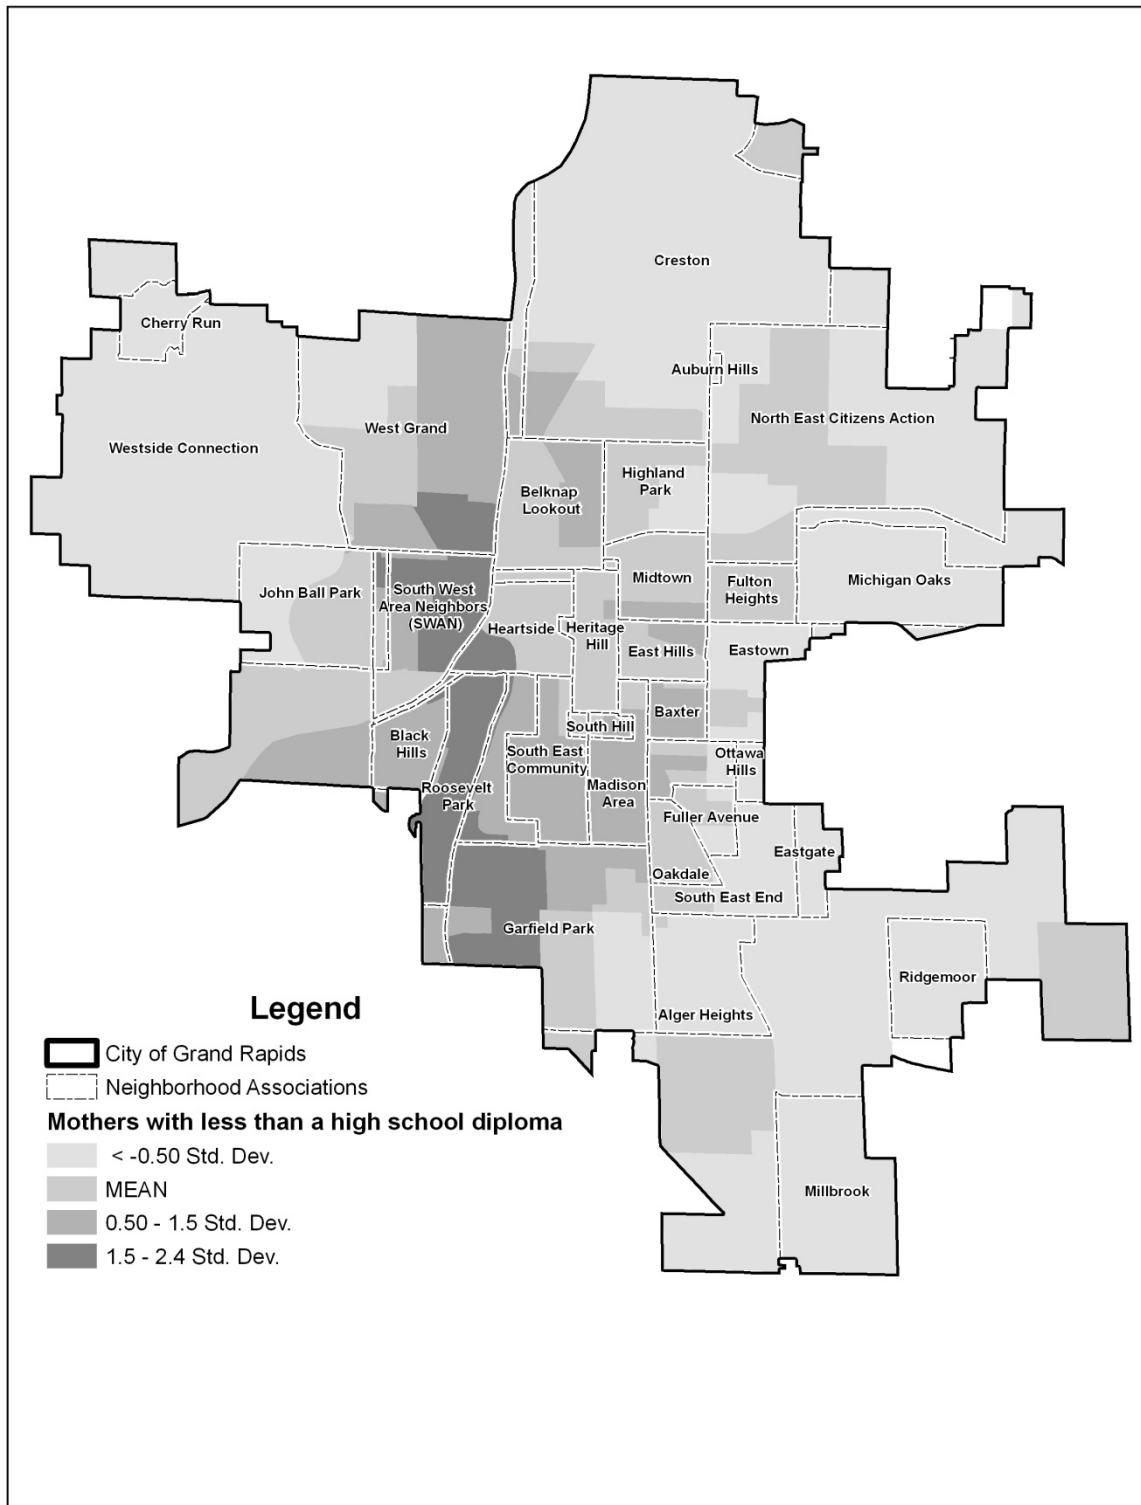 Creston
Cherry Run
Auburn Hills
West Grand
North East Citizens Action
Westside Connection
Highland
Park
Belknap
Lookout
Midtown
Fulton
Heights
Michigan Oaks
John Ball Park
South West
Area Neighbors
(SWAN)
Heartside
Heritage
Hill
East Hills
Eastown
Baxter
South Hill
Black
Hills
South East
Community
Ottawa
Hills
Roosevelt
Park
Madison
Area
Fuller Avenue
Eastgate
Oakdale
South East End
Garfield Park
Ridgemoor
Alger Heights
Millbrook
Legend
City of Grand Rapids
Neighborhood Associations
Mothers with less than a high school diploma
< -0.50 Std. Dev.
MEAN
0.50 - 1.5 Std. Dev.
1.5 - 2.4 Std. Dev.